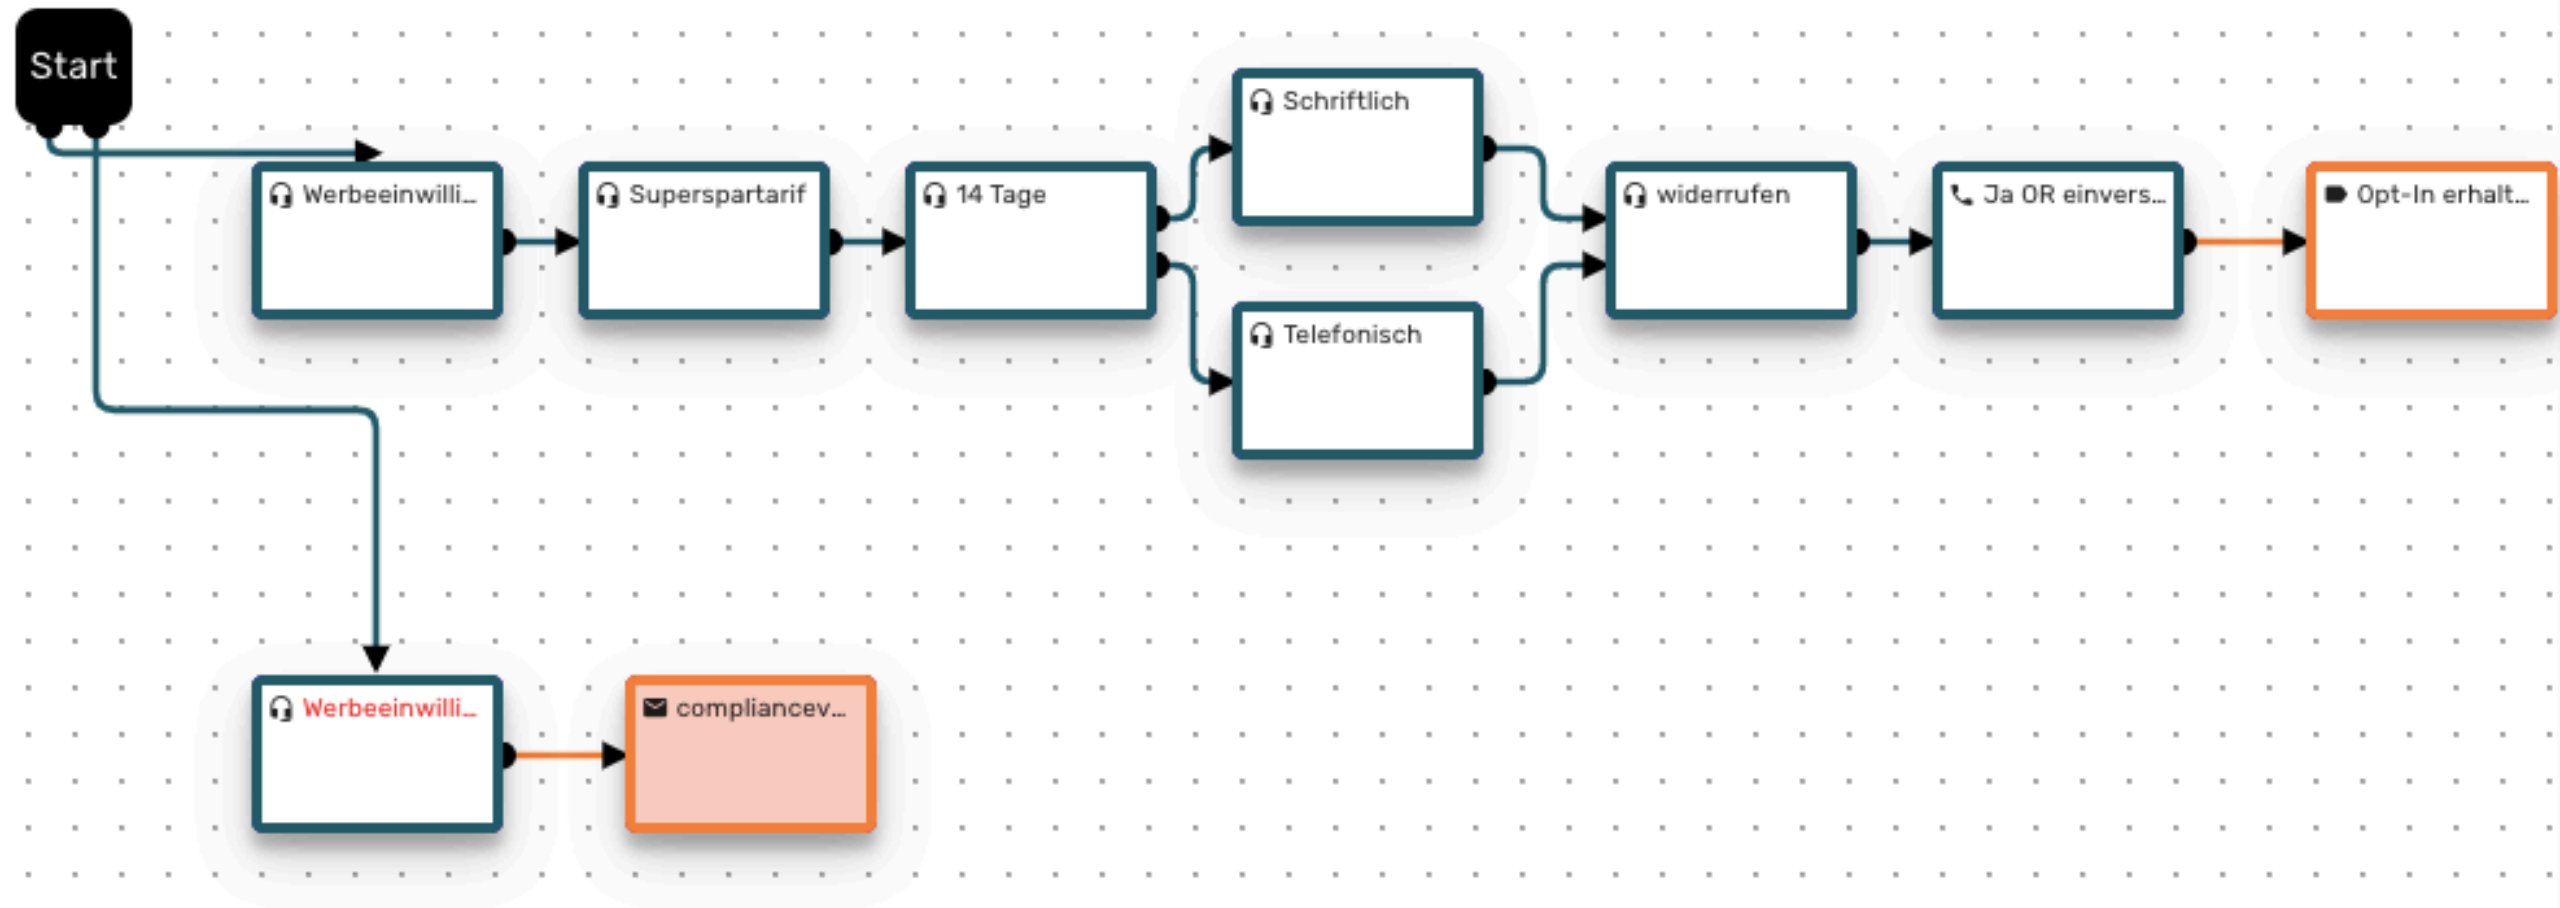 Start
Werbeeinwilli...
Superspartarif
14 Tage
Schriftlich
Telefonisch
widerrufen
Ja OR einvers...
Opt-In erhalt...
Werbeeinwilli...
compliancev...